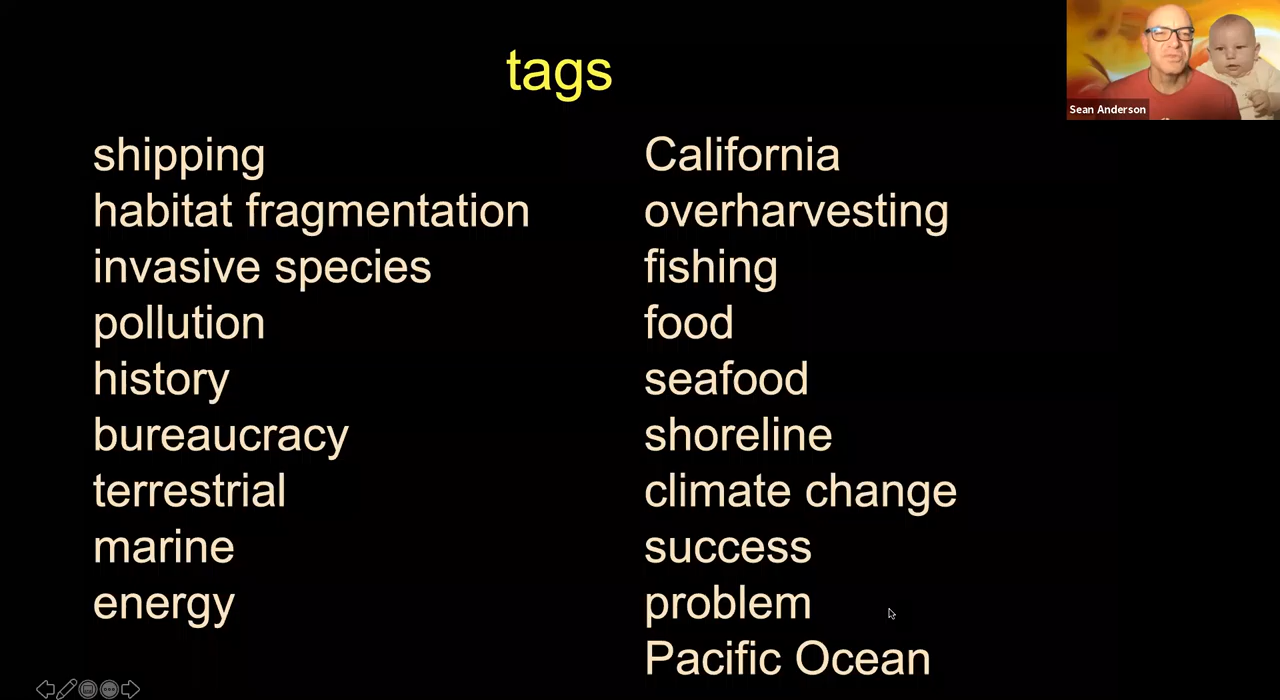 tags
shipping
habitat fragmentation
invasive species
pollution
history
bureaucracy
terrestrial
marine
energy
California
overharvesting
fishing
food
seafood
shoreline
climate change
success
problem
Pacific Ocean
Sean Anderson